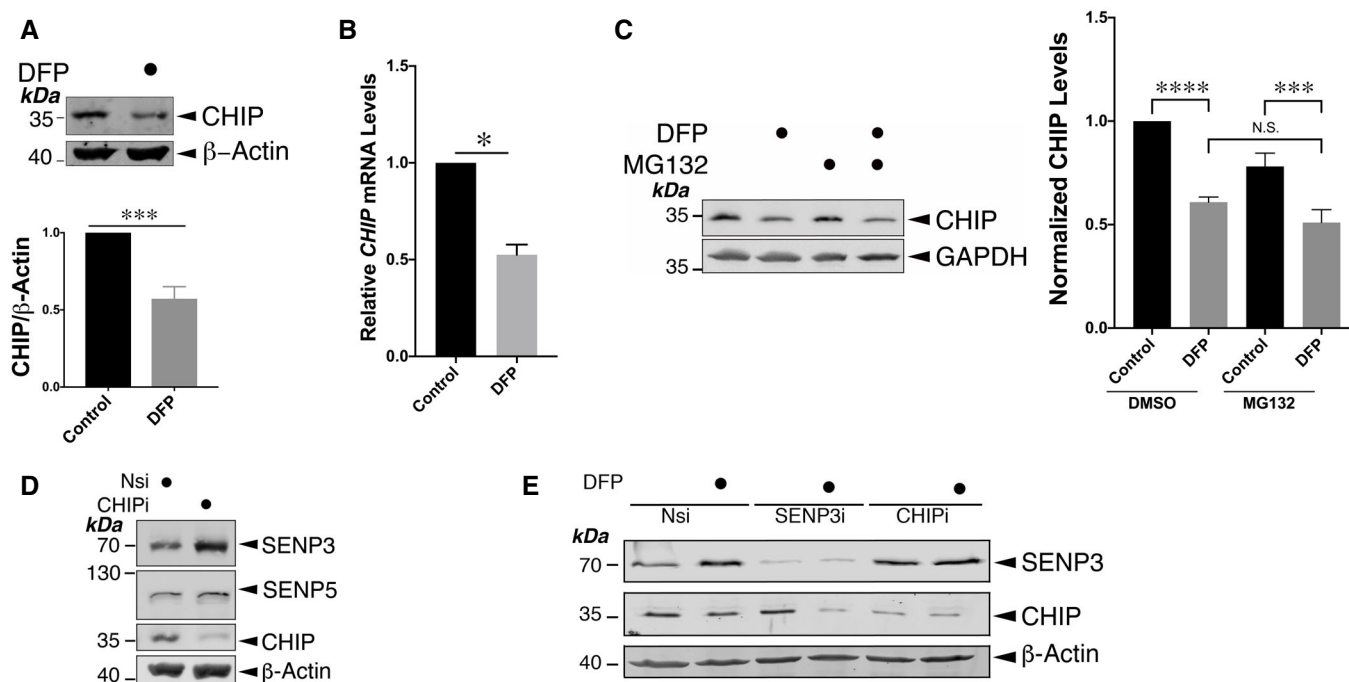 A
DFP ●
kDa
35
CHIP
40
β–Actin
***
CHIP/β-Actin
1.0
0.5
0.0
Control
DFP
B
Relative CHIP mRNA Levels
1.5
1.0
0.5
0.0
*
Control
DFP
C
DFP ● ●
MG132 ● ●
kDa
35
CHIP
GAPDH
35
Normalized CHIP Levels
1.5
1.0
0.5
0.0
****
***
N.S.
Control
DFP
Control
DFP
DMSO
MG132
D
Nsi ●
CHIPi ●
kDa
70
SENP3
130
SENP5
35
CHIP
40
β-Actin
E
DFP ● ● ●
Nsi SENP3i CHIPi
kDa
70
SENP3
35
CHIP
40
β-Actin